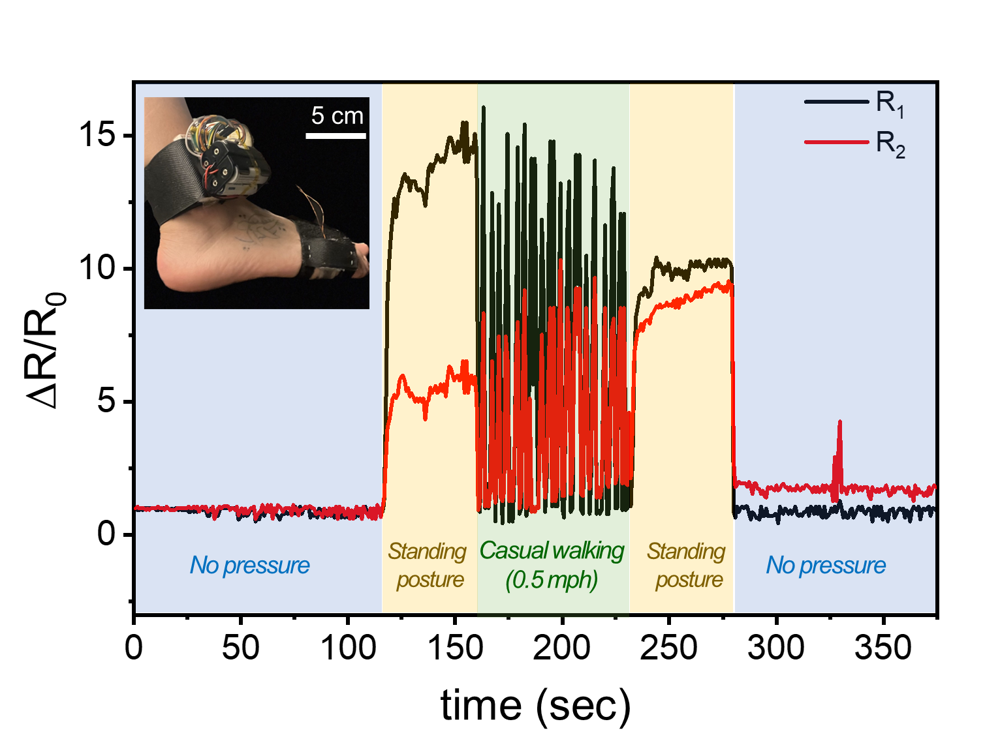 5 cm
R1
R2
15
10
5
0
ΔR/R0
No pressure
Standing
posture
Casual walking
(0.5 mph)
Standing
posture
No pressure
0 50 100 150 200 250 300 350
time (sec)